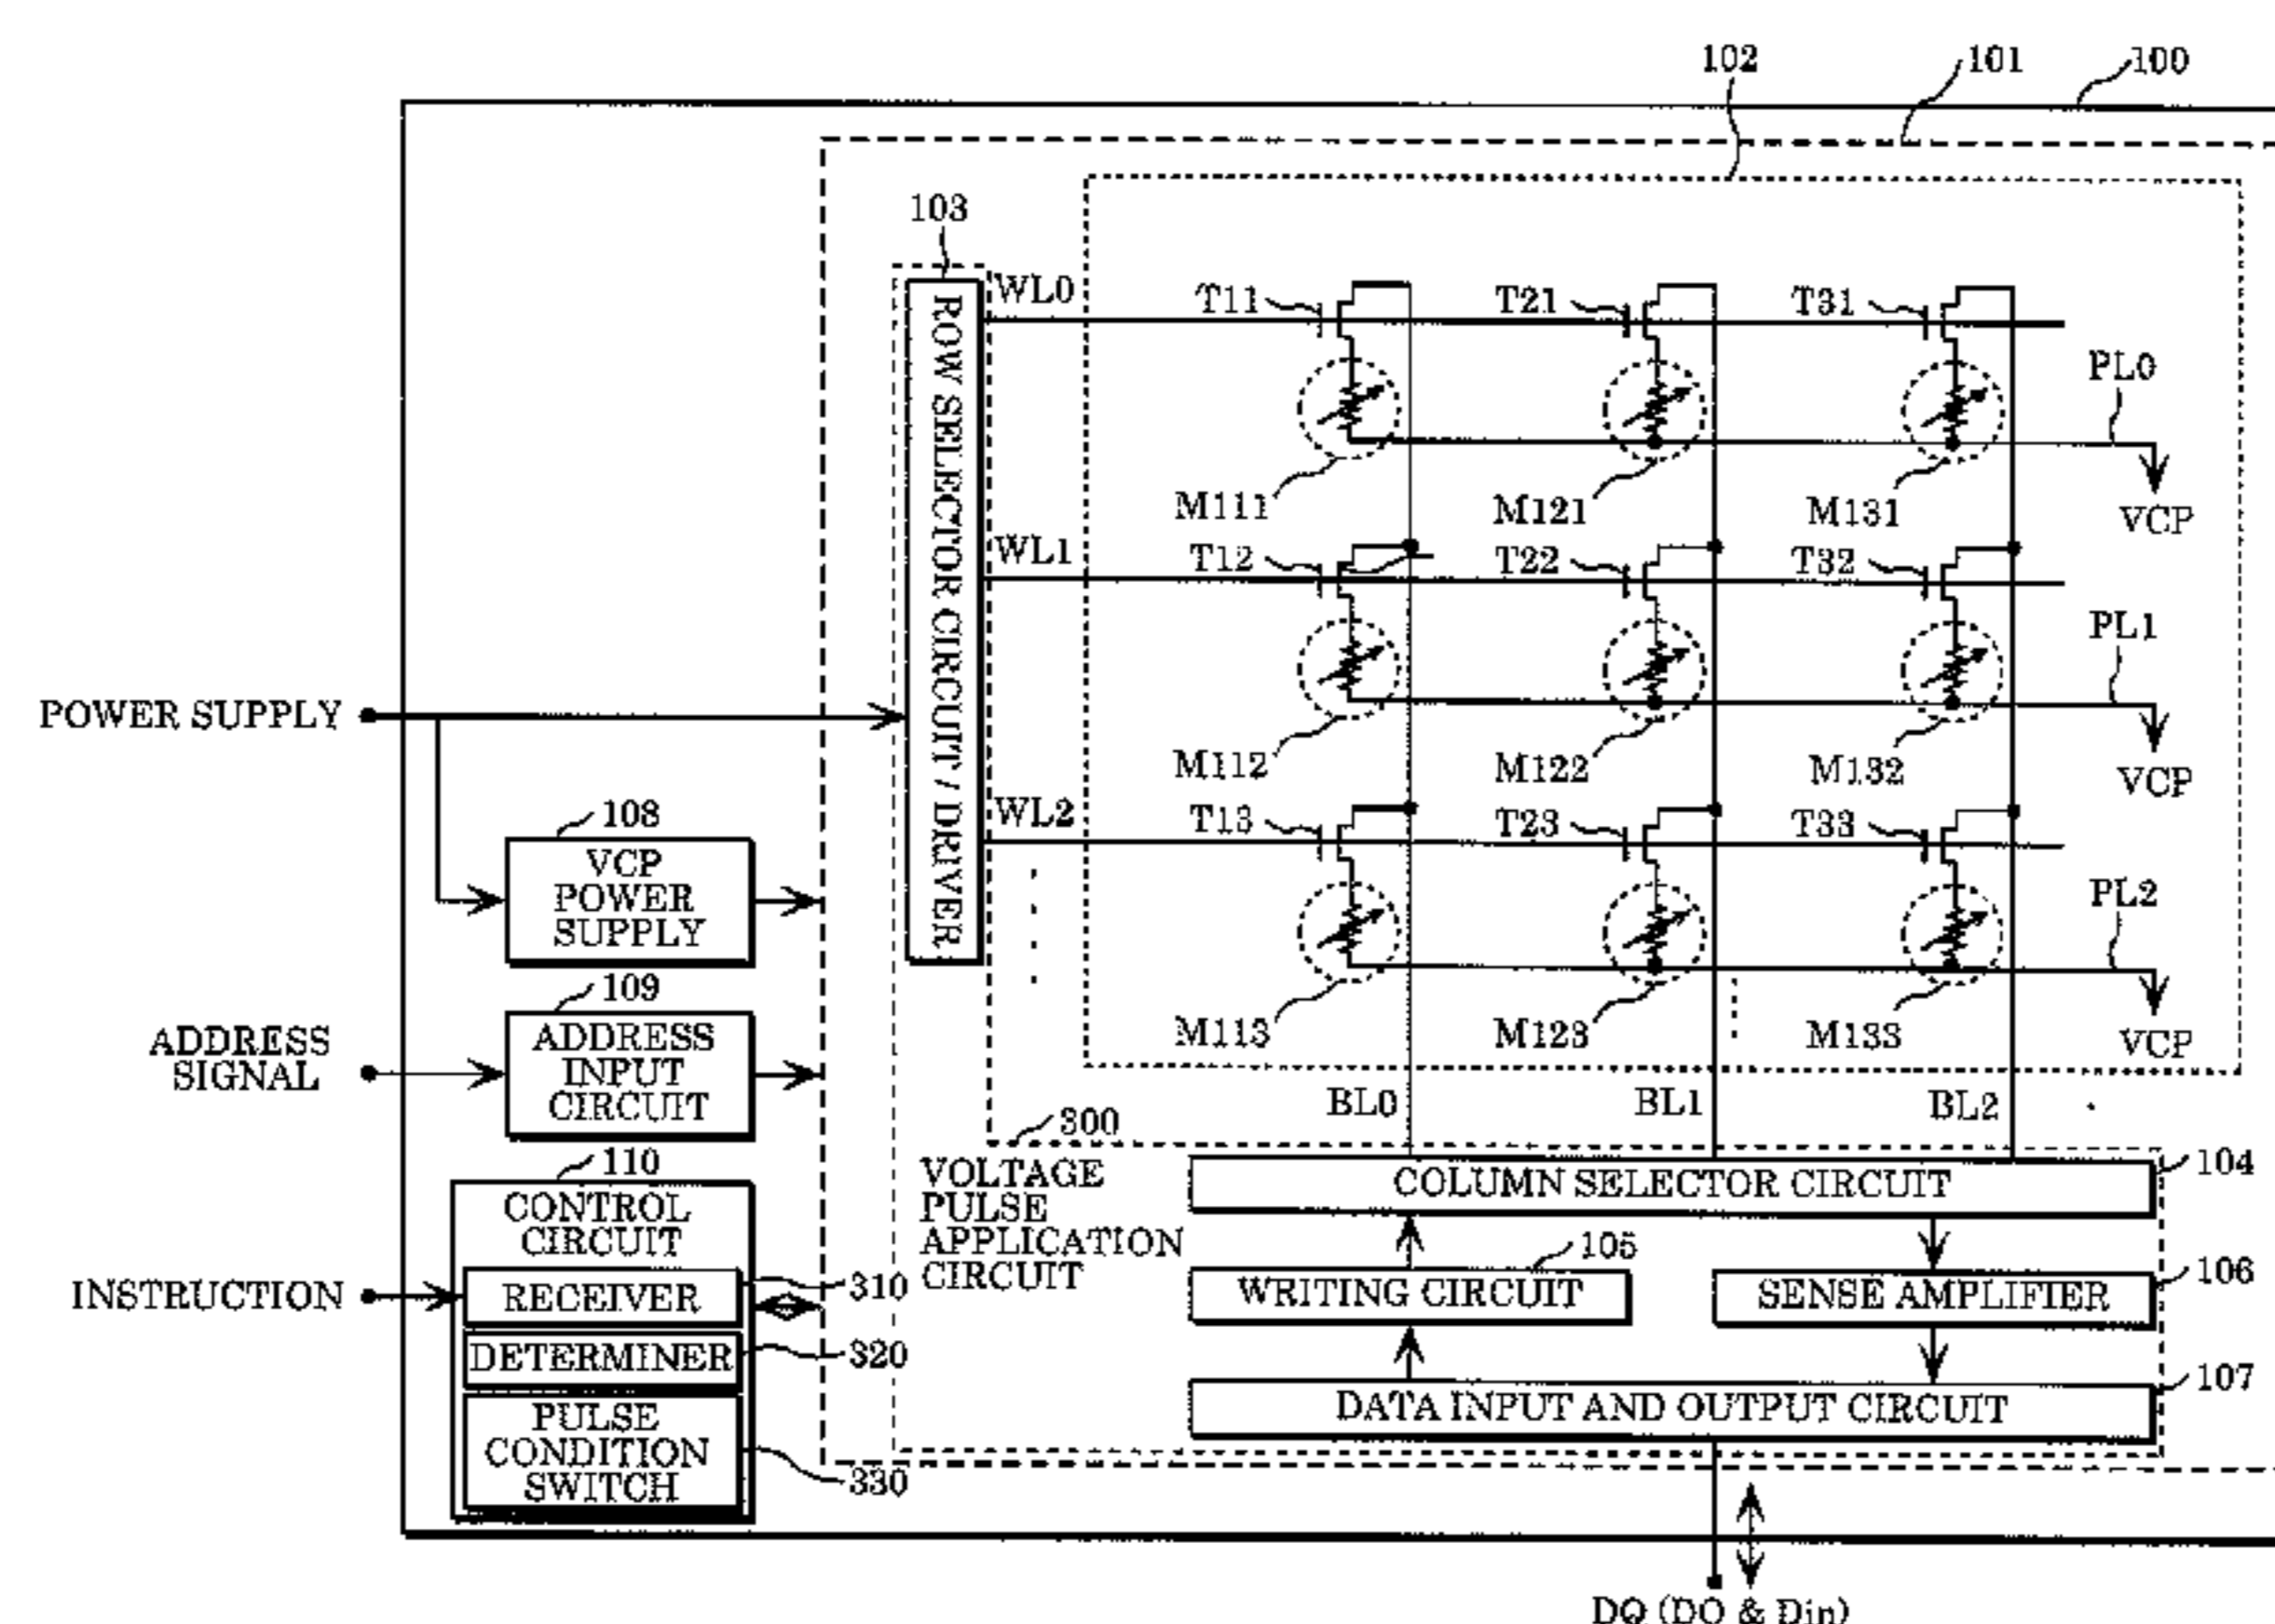 102 101 100
103
WL0 T11 T21 T31
PL0
M111 M121 M131 VCP
WL1 T12 T22 T32
PL1
M112 M122 M132 VCP
WL2 T13 T23 T33
PL2
M113 M123 M133 VCP
ROW SELECTOR CIRCUIT / DRIVER
POWER SUPPLY
108
VCP
POWER
SUPPLY
109
ADDRESS
SIGNAL
ADDRESS
INPUT
CIRCUIT
BL0 BL1 BL2
300
VOLTAGE
PULSE
APPLICATION
CIRCUIT
110
CONTROL
CIRCUIT
INSTRUCTION
RECEIVER 310
DETERMINER 320
PULSE
CONDITION
SWITCH
330
COLUMN SELECTOR CIRCUIT 104
105
WRITING CIRCUIT
SENSE AMPLIFIER 106
DATA INPUT AND OUTPUT CIRCUIT 107
DQ (DO & Din)